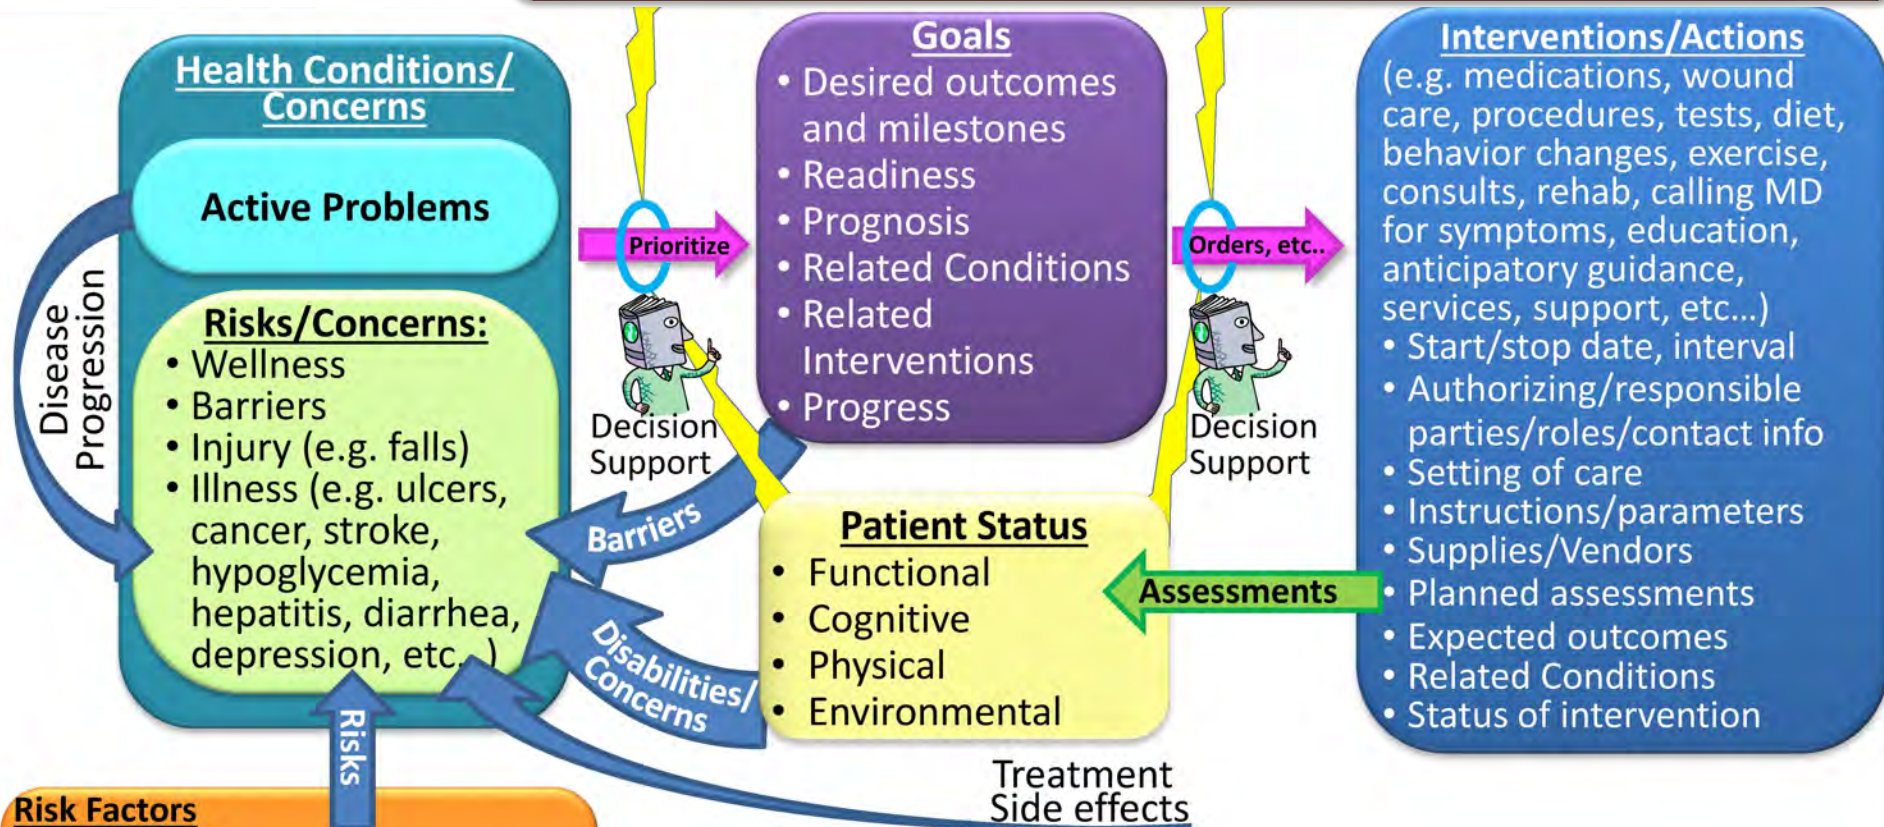 Health Conditions/
Concerns
Active Problems
Risks/Concerns:
• Wellness
• Barriers
• Injury (e.g. falls)
• Illness (e.g. ulcers,
cancer, stroke,
hypoglycemia,
hepatitis, diarrhea,
depression, etc...)
Disease
Progression
Prioritize
Decision
Support
Goals
• Desired outcomes
and milestones
• Readiness
• Prognosis
• Related Conditions
• Related
Interventions
• Progress
Barriers
Orders, etc..
Decision
Support
Patient Status
• Functional
• Cognitive
• Physical
• Environmental
Assessments
Disabilities/
Concerns
Interventions/Actions
(e.g. medications, wound
care, procedures, tests, diet,
behavior changes, exercise,
consults, rehab, calling MD
for symptoms, education,
anticipatory guidance,
services, support, etc...)
• Start/stop date, interval
• Authorizing/responsible
parties/roles/contact info
• Setting of care
• Instructions/parameters
• Supplies/Vendors
• Planned assessments
• Expected outcomes
• Related Conditions
• Status of intervention
Risks
Treatment
Side effects
Risk Factors